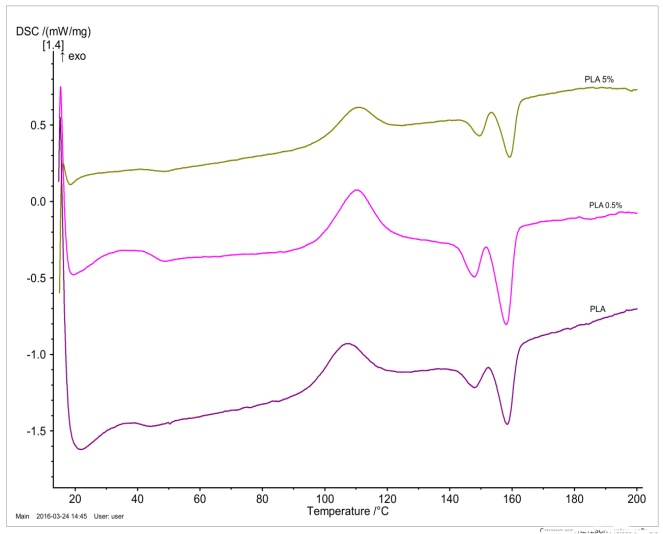 DSC /(mW/mg)
[1.4]
↑ exo
PLA 5%
0.5
PLA 0.5%
0.0
-0.5
PLA
-1.0
-1.5
20 40 60 80 100 120 140 160 180 200
Temperature /°C
Main 2016-03-24 14:45 User: user